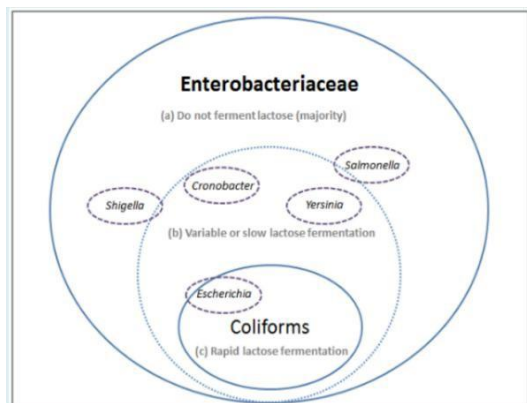 Enterobacteriaceae
(a) Do not ferment lactose (majority)
Salmonella
Cronobacter
Shigella
Yersinia
(b) Variable or slow lactose fermentation
Escherichia
Coliforms
(c) Rapid lactose fermentation